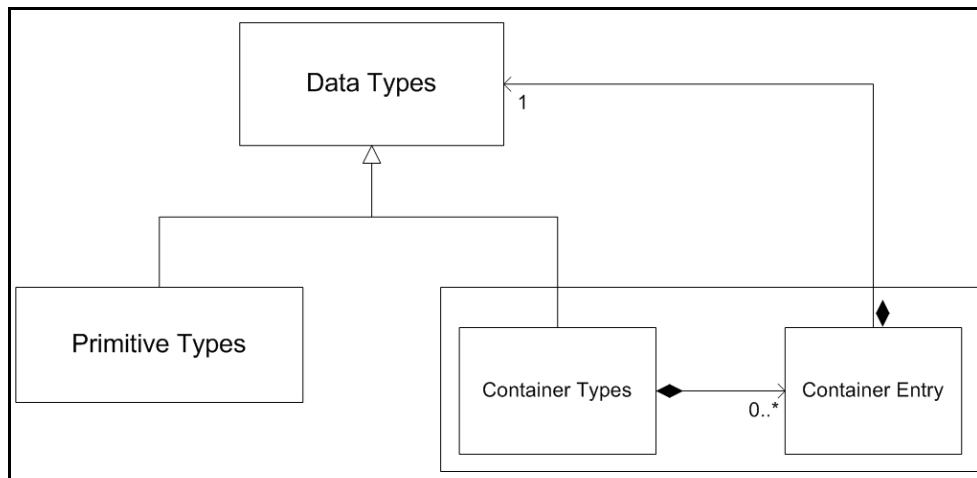 Data Types
1
Primitive Types
Container Types
0..*
Container Entry